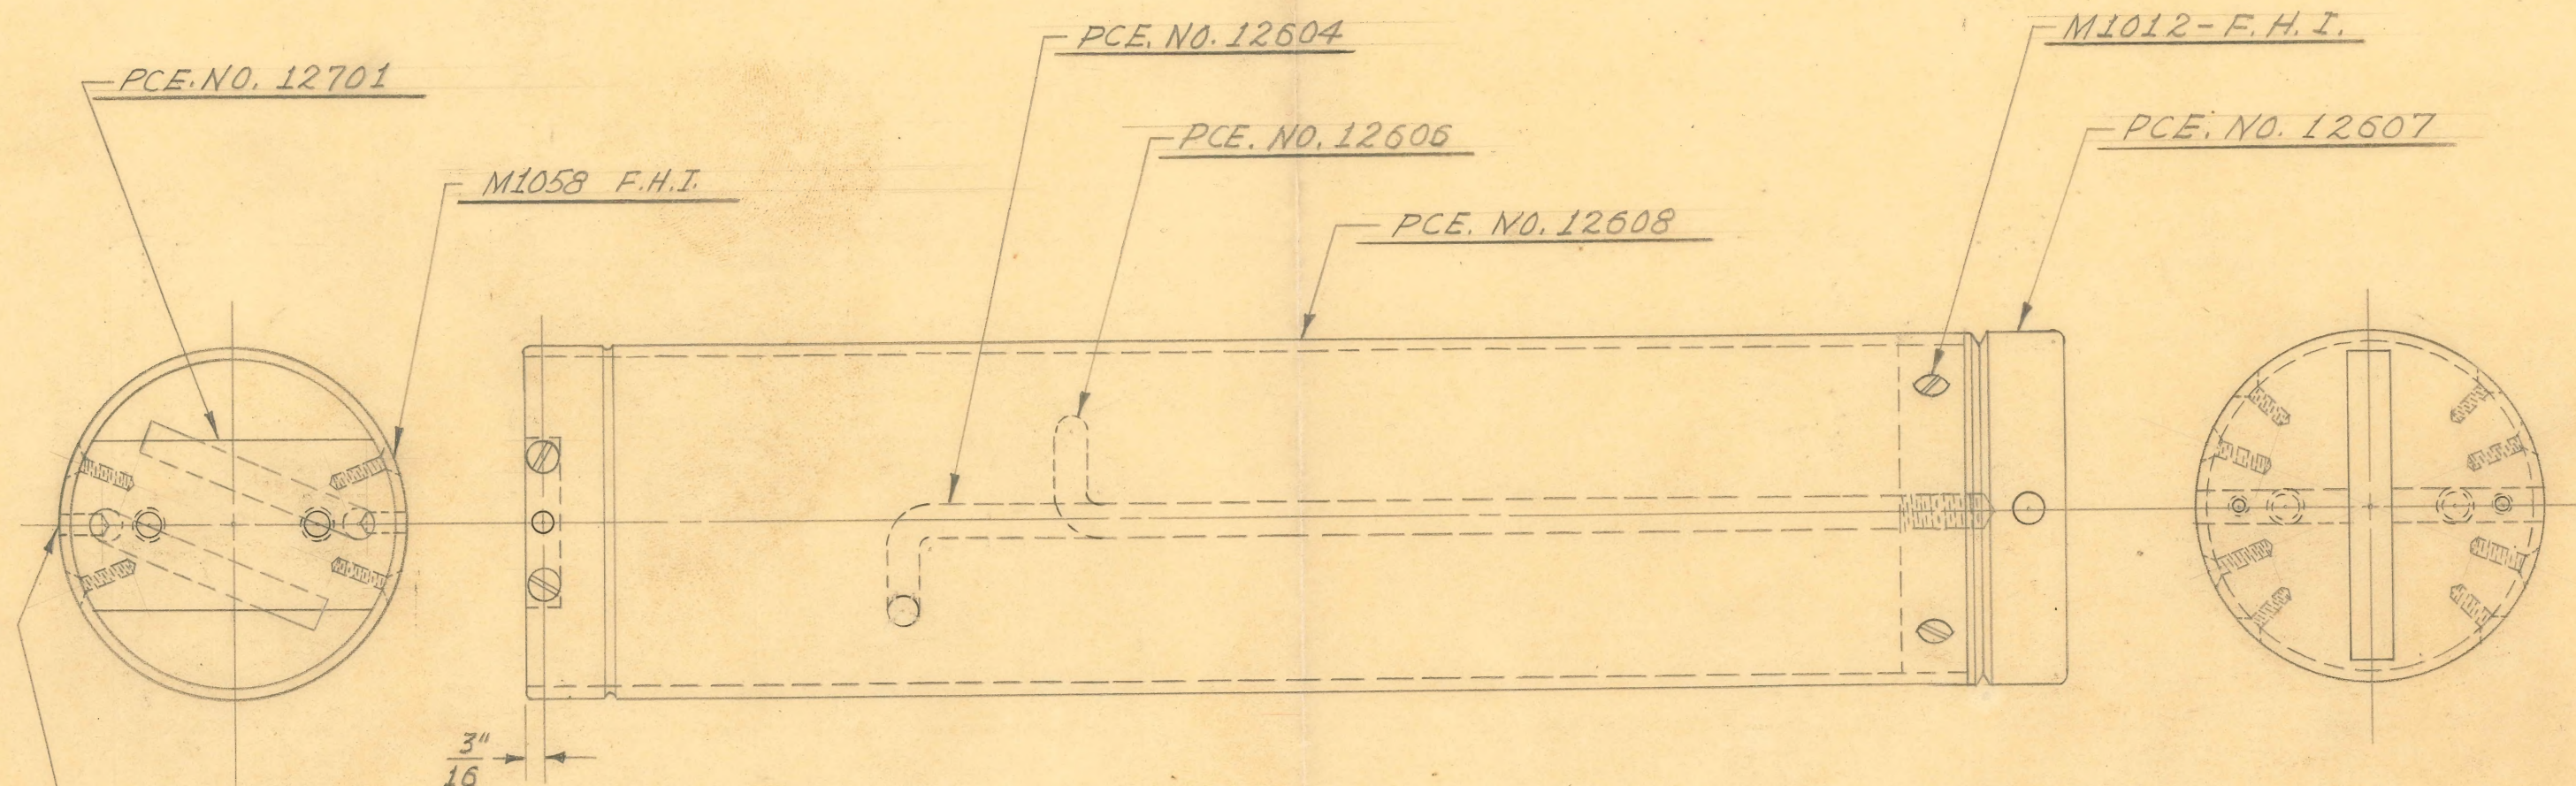 PCE. NO. 12604
M1012-F.H.I.
PCE. NO. 12701
PCE. NO. 12606
PCE. NO. 12607
M1058 F.H.I.
PCE. NO. 12608
3"
16